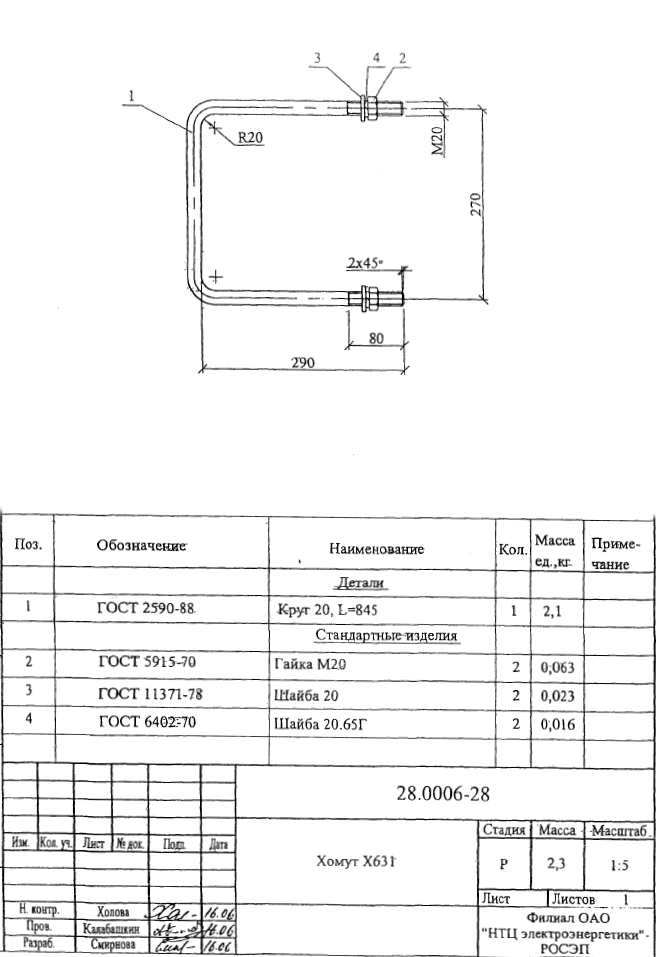 3 4 2
1
R20
M20
270
2x45°
80
290
Поз. Обозначение Наименование Кол. Масса ед.,кг. Приме-чание
Детали
1 ГОСТ 2590-88 Круг 20, L=845 1 2,1
Стандартные изделия
2 ГОСТ 5915-70 Гайка М20 2 0,063
3 ГОСТ 11371-78 Шайба 20 2 0,023
4 ГОСТ 6402-70 Шайба 20.65Г 2 0,016
28.0006-28
Изм. Кол. уч. Лист № док. Подп. Дата
Хомут Х631
Стадия Масса Масштаб
Р 2,3 1:5
Лист Листов 1
Н. контр. Холова 16.06
Пров. Калабашкин 16.06
Разраб. Смирнова 16.06
Филиал ОАО
"НТЦ электроэнергетики"-
РОСЭП